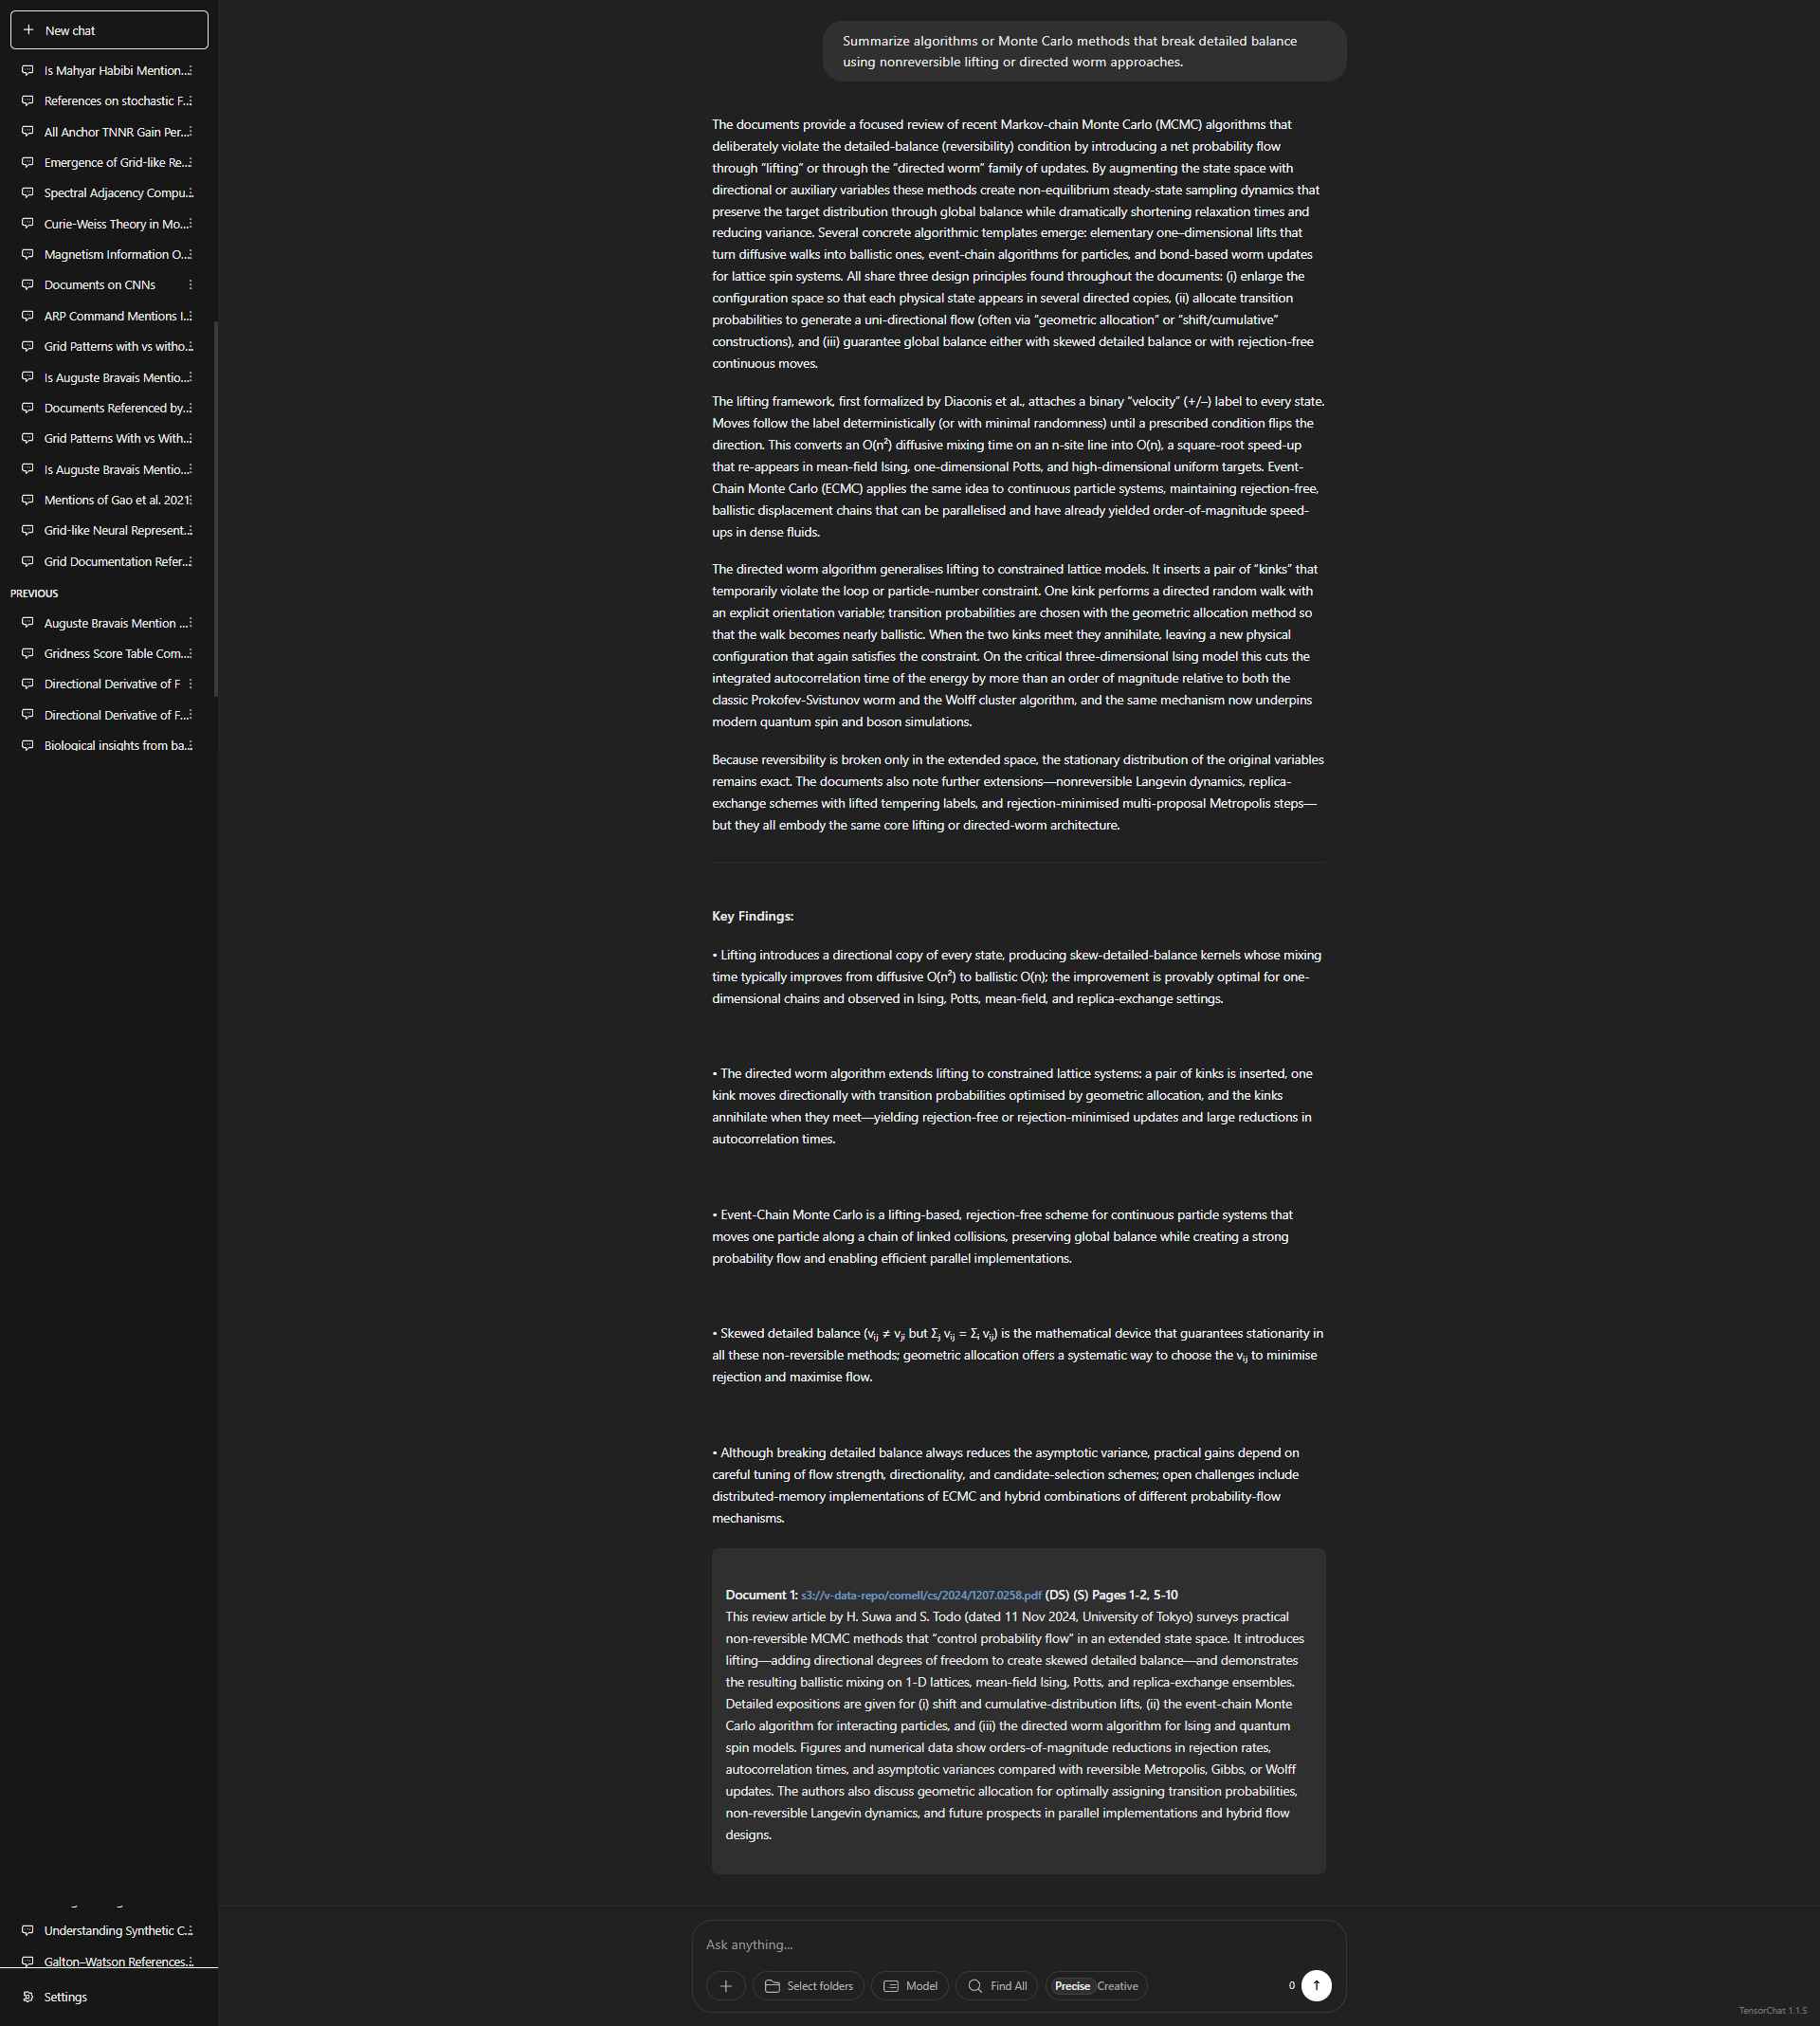 New chat
Is Mahyar Habibi Mention...
References on stochastic F...
All Anchor TNNR Gain Per...
Emergence of Grid-like Re...
Spectral Adjacency Compu...
Curie-Weiss Theory in Mo...
Magnetism Information O...
Documents on CNNs
ARP Command Mentions I...
Grid Patterns with vs witho...
Is Auguste Bravais Mentio...
Documents Referenced by...
Grid Patterns With vs With...
Is Auguste Bravais Mentio...
Mentions of Gao et al. 2021
Grid-like Neural Represent...
Grid Documentation Refer...
PREVIOUS
Auguste Bravais Mention ...
Gridness Score Table Com...
Directional Derivative of F
Directional Derivative of F...
Biological insights from ba...
Understanding Synthetic C...
Galton–Watson References...
Settings
Summarize algorithms or Monte Carlo methods that break detailed balance
using nonreversible lifting or directed worm approaches.
The documents provide a focused review of recent Markov-chain Monte Carlo (MCMC) algorithms that
deliberately violate the detailed-balance (reversibility) condition by introducing a net probability flow
through “lifting” or through the “directed worm” family of updates. By augmenting the state space with
directional or auxiliary variables these methods create non-equilibrium steady-state sampling dynamics that
preserve the target distribution through global balance while dramatically shortening relaxation times and
reducing variance. Several concrete algorithmic templates emerge: elementary one–dimensional lifts that
turn diffusive walks into ballistic ones, event-chain algorithms for particles, and bond-based worm updates
for lattice spin systems. All share three design principles found throughout the documents: (i) enlarge the
configuration space so that each physical state appears in several directed copies, (ii) allocate transition
probabilities to generate a uni-directional flow (often via “geometric allocation” or “shift/cumulative”
constructions), and (iii) guarantee global balance either with skewed detailed balance or with rejection-free
continuous moves.
The lifting framework, first formalized by Diaconis et al., attaches a binary “velocity” (+/–) label to every state.
Moves follow the label deterministically (or with minimal randomness) until a prescribed condition flips the
direction. This converts an O(n²) diffusive mixing time on an n-site line into O(n), a square-root speed-up
that re-appears in mean-field Ising, one-dimensional Potts, and high-dimensional uniform targets. Event-
Chain Monte Carlo (ECMC) applies the same idea to continuous particle systems, maintaining rejection-free,
ballistic displacement chains that can be parallelised and have already yielded order-of-magnitude speed-
ups in dense fluids.
The directed worm algorithm generalises lifting to constrained lattice models. It inserts a pair of “kinks” that
temporarily violate the loop or particle-number constraint. One kink performs a directed random walk with
an explicit orientation variable; transition probabilities are chosen with the geometric allocation method so
that the walk becomes nearly ballistic. When the two kinks meet they annihilate, leaving a new physical
configuration that again satisfies the constraint. On the critical three-dimensional Ising model this cuts the
integrated autocorrelation time of the energy by more than an order of magnitude relative to both the
classic Prokofev-Svistunov worm and the Wolff cluster algorithm, and the same mechanism now underpins
modern quantum spin and boson simulations.
Because reversibility is broken only in the extended space, the stationary distribution of the original variables
remains exact. The documents also note further extensions—nonreversible Langevin dynamics, replica-
exchange schemes with lifted tempering labels, and rejection-minimised multi-proposal Metropolis steps—
but they all embody the same core lifting or directed-worm architecture.
Key Findings:
• Lifting introduces a directional copy of every state, producing skew-detailed-balance kernels whose mixing
time typically improves from diffusive O(n²) to ballistic O(n); the improvement is provably optimal for one-
dimensional chains and observed in Ising, Potts, mean-field, and replica-exchange settings.
• The directed worm algorithm extends lifting to constrained lattice systems: a pair of kinks is inserted, one
kink moves directionally with transition probabilities optimised by geometric allocation, and the kinks
annihilate when they meet—yielding rejection-free or rejection-minimised updates and large reductions in
autocorrelation times.
• Event-Chain Monte Carlo is a lifting-based, rejection-free scheme for continuous particle systems that
moves one particle along a chain of linked collisions, preserving global balance while creating a strong
probability flow and enabling efficient parallel implementations.
• Skewed detailed balance (vᵢⱼ ≠ vⱼᵢ but Σⱼ vᵢⱼ = Σᵢ vᵢⱼ) is the mathematical device that guarantees stationarity in
all these non-reversible methods; geometric allocation offers a systematic way to choose the vᵢⱼ to minimise
rejection and maximise flow.
• Although breaking detailed balance always reduces the asymptotic variance, practical gains depend on
careful tuning of flow strength, directionality, and candidate-selection schemes; open challenges include
distributed-memory implementations of ECMC and hybrid combinations of different probability-flow
mechanisms.
Document 1: s3://v-data-repo/cornell/cs/2024/1207.0258.pdf (DS) (S) Pages 1-2, 5-10
This review article by H. Suwa and S. Todo (dated 11 Nov 2024, University of Tokyo) surveys practical
non-reversible MCMC methods that “control probability flow” in an extended state space. It introduces
lifting—adding directional degrees of freedom to create skewed detailed balance—and demonstrates
the resulting ballistic mixing on 1-D lattices, mean-field Ising, Potts, and replica-exchange ensembles.
Detailed expositions are given for (i) shift and cumulative-distribution lifts, (ii) the event-chain Monte
Carlo algorithm for interacting particles, and (iii) the directed worm algorithm for Ising and quantum
spin models. Figures and numerical data show orders-of-magnitude reductions in rejection rates,
autocorrelation times, and asymptotic variances compared with reversible Metropolis, Gibbs, or Wolff
updates. The authors also discuss geometric allocation for optimally assigning transition probabilities,
non-reversible Langevin dynamics, and future prospects in parallel implementations and hybrid flow
designs.
Ask anything...
Select folders
Model
Find All
Precise Creative
0
TensorChat 1.1.5